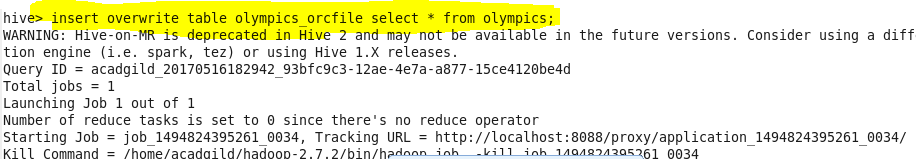 hive> insert overwrite table olympics_orcfile select * from olympics;
WARNING: Hive-on-MR is deprecated in Hive 2 and may not be available in the future versions. Consider using a diff
tion engine (i.e. spark, tez) or using Hive 1.X releases.
Query ID = acadgild_20170516182942_93bfc9c3-12ae-4e7a-a877-15ce4120be4d
Total jobs = 1
Launching Job 1 out of 1
Number of reduce tasks is set to 0 since there's no reduce operator
Starting Job = job_1494824395261_0034, Tracking URL = http://localhost:8088/proxy/application_1494824395261_0034/
Kill Command = /home/acadgild/hadoop-2.7.2/bin/hadoop job  -kill job_1494824395261_0034